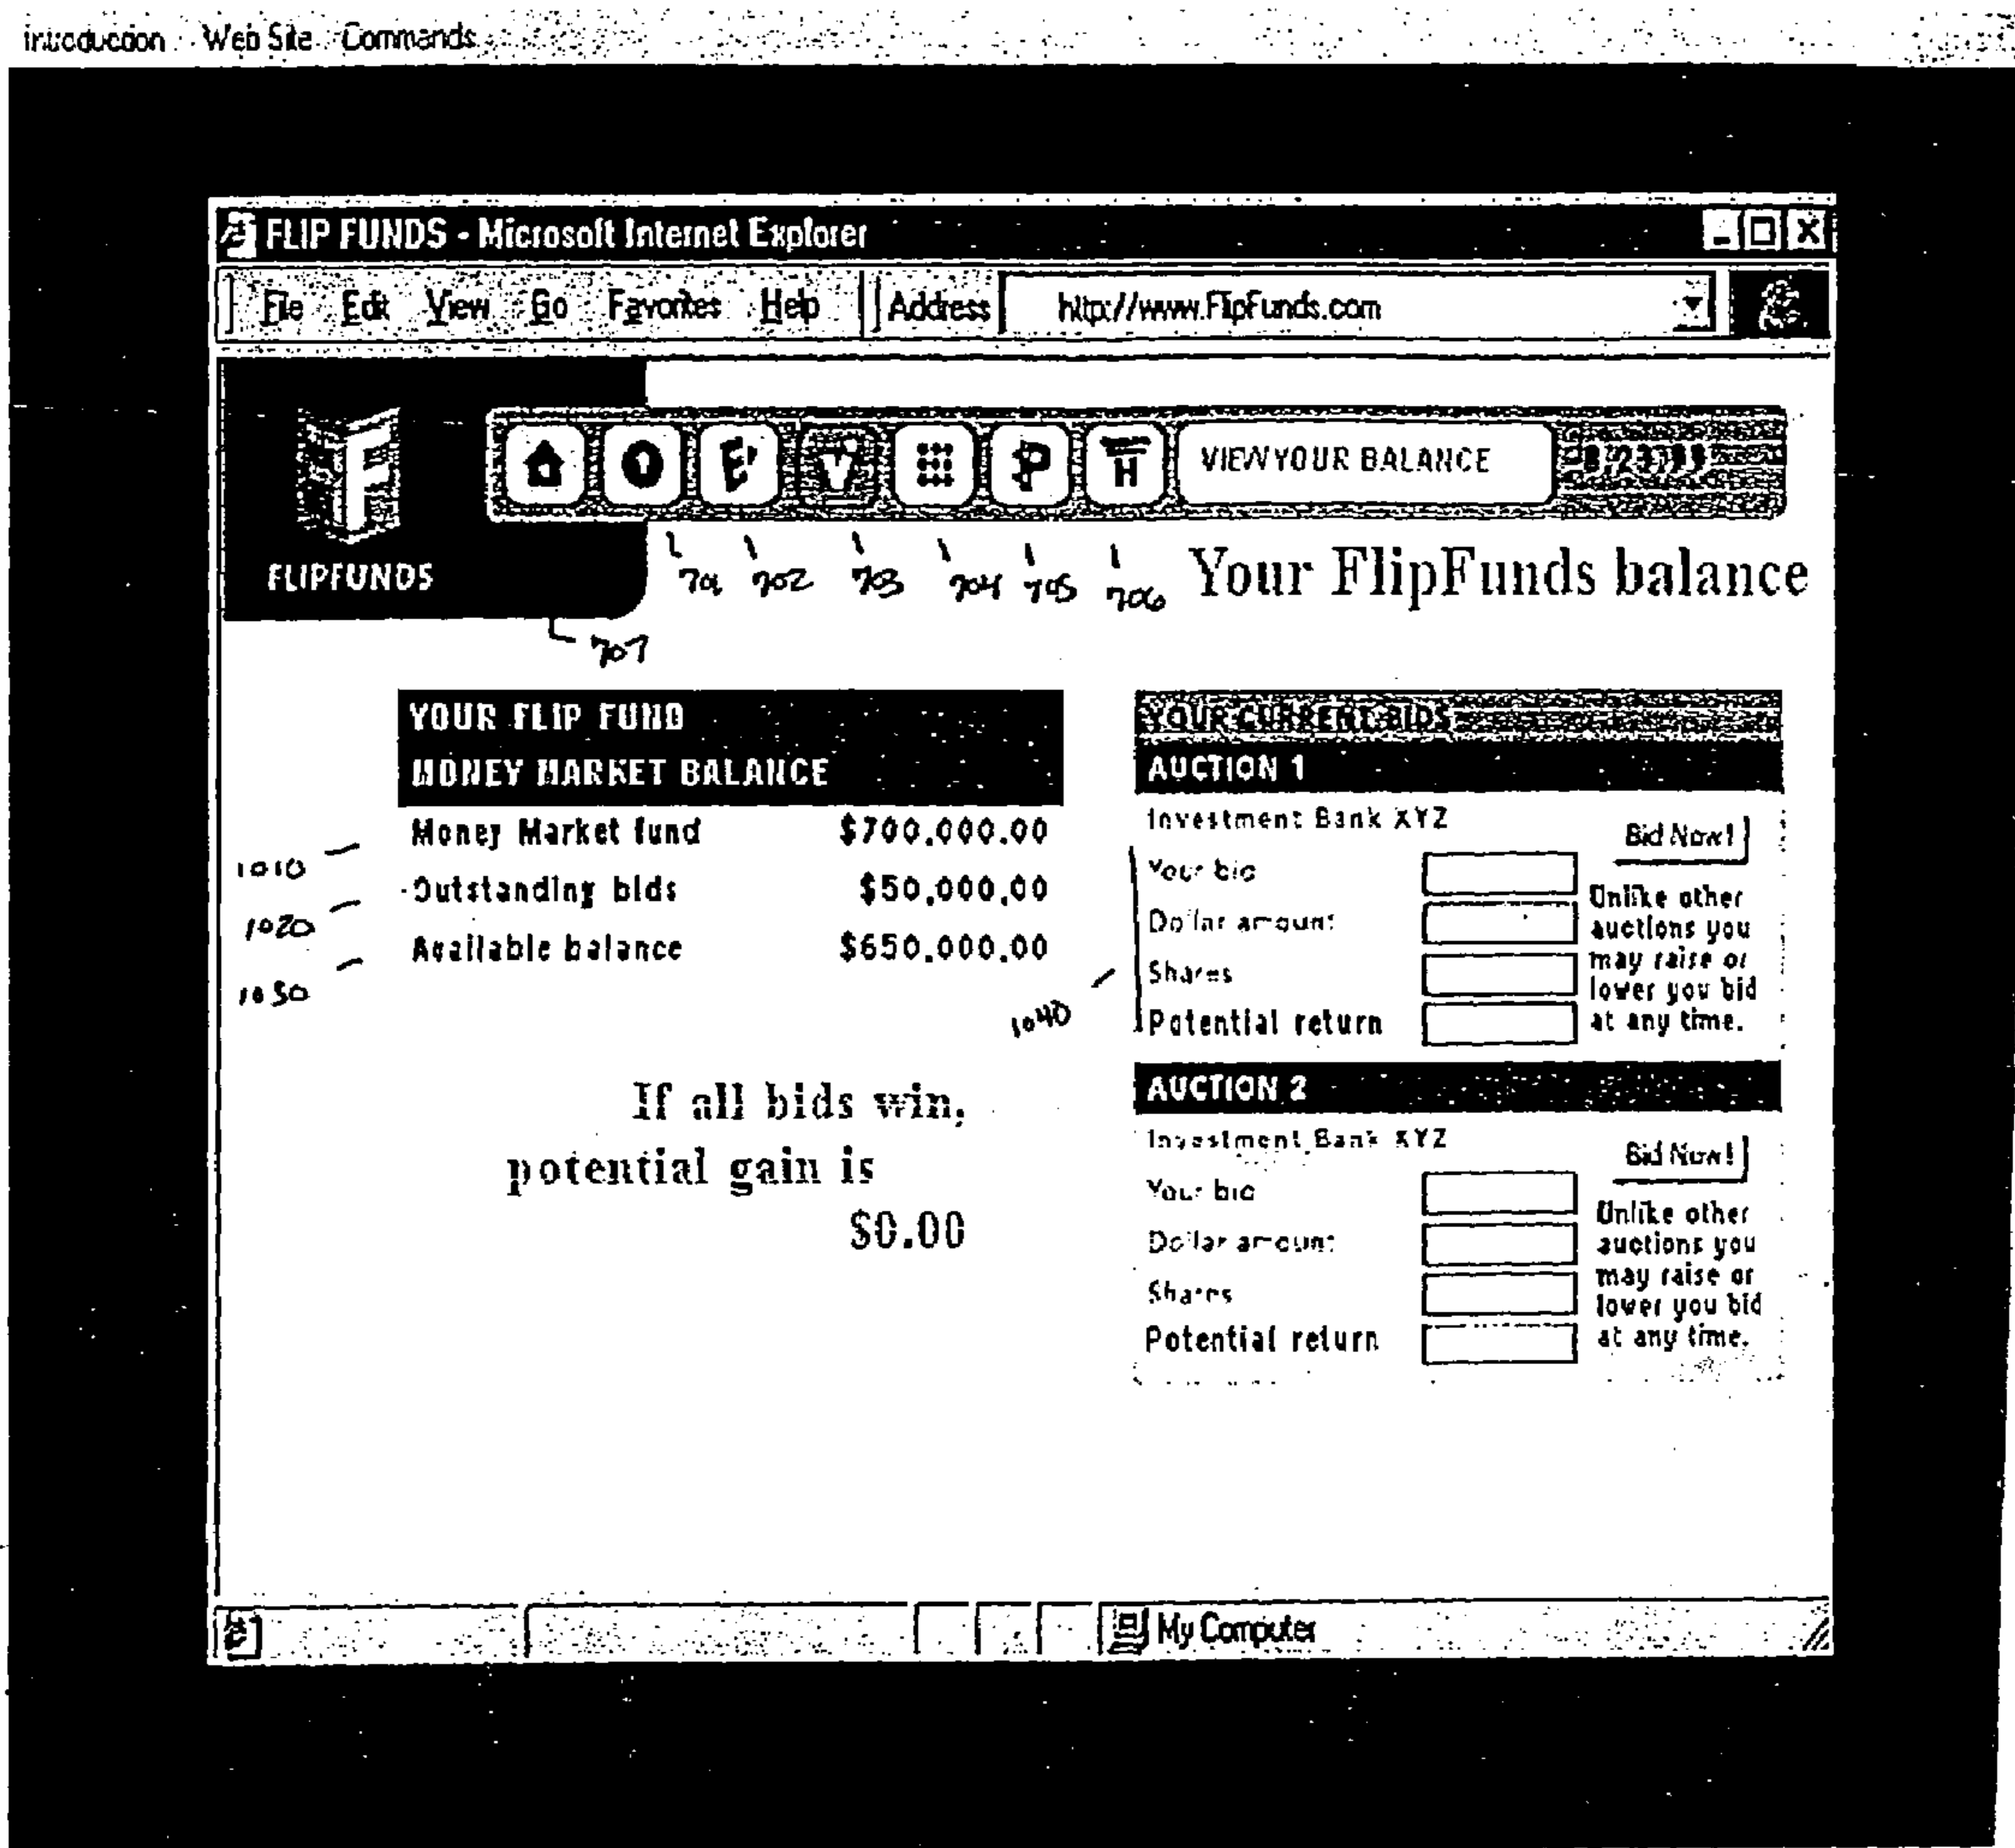 Introduction Web Site Commands
FLIP FUNDS - Microsoft Internet Explorer
File Edit View Go Favorites Help Address http://www.FlipFunds.com
F
E V P H VIEW YOUR BALANCE
FLIPFUNDS
701 702 703 704 705 706
Your FlipFunds balance
707
YOUR FLIP FUND
MONEY MARKET BALANCE
1010 Money Market fund $700,000.00
1020 Outstanding bids $50,000.00
1030 Available balance $650,000.00
If all bids win,
potential gain is
$0.00
YOUR CURRENT BIDS
AUCTION 1
Investment Bank XYZ
Bid Now!
Your bid
Dollar amount
Shares
Potential return
Unlike other
auctions you
may raise or
lower you bid
at any time.
1040
AUCTION 2
Investment Bank XYZ
Bid Now!
Your bid
Dollar amount
Shares
Potential return
Unlike other
auctions you
may raise or
lower you bid
at any time.
My Computer